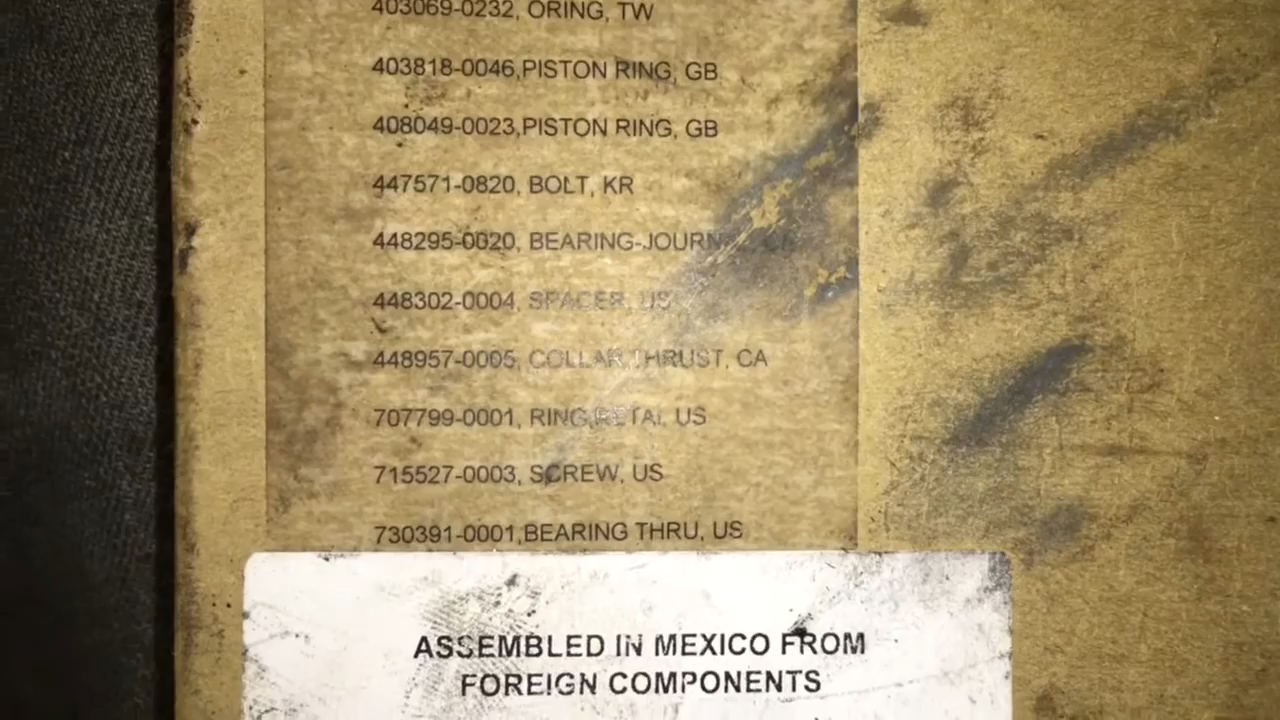 403069-0232, ORING, TW
403818-0046,PISTON RING, GB
408049-0023,PISTON RING, GB
447571-0820, BOLT, KR
448295-0020, BEARING-JOURN
448302-0004, SPACER, US
448957-0005, COLLAR,THRUST, CA
707799-0001, RING,RETAI, US
715527-0003, SCREW, US
730391-0001,BEARING THRU, US
ASSEMBLED IN MEXICO FROM
FOREIGN COMPONENTS